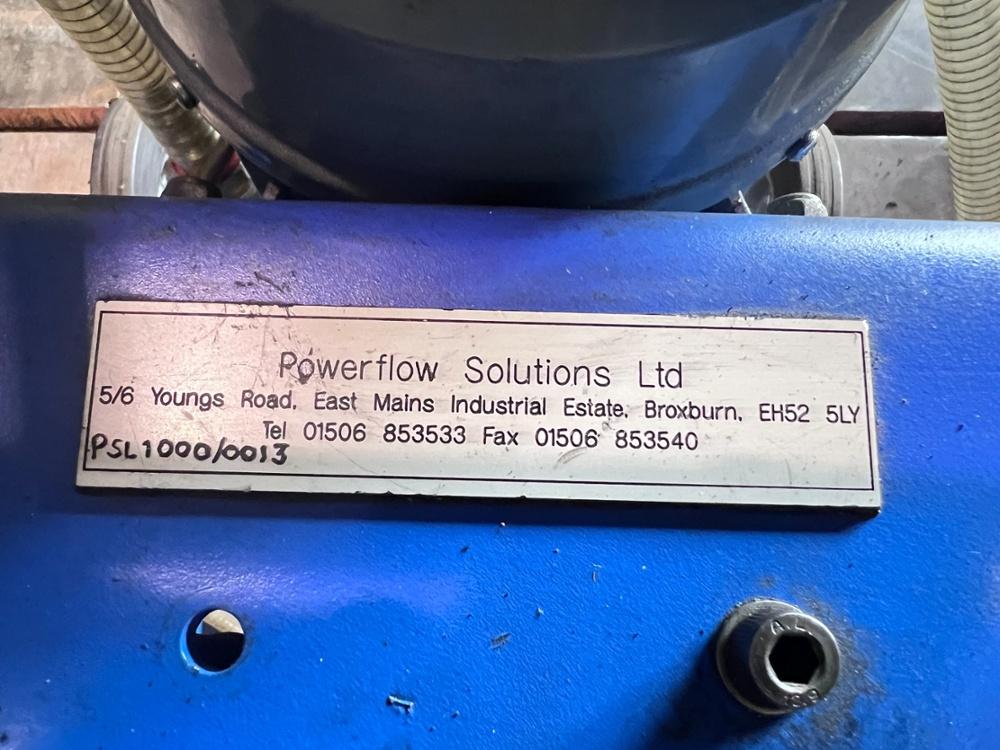 Powerflow Solutions Ltd
5/6 Youngs Road, East Mains Industrial Estate, Broxburn, EH52 5LY
Tel 01506 853533 Fax 01506 853540
PSL1000/0013